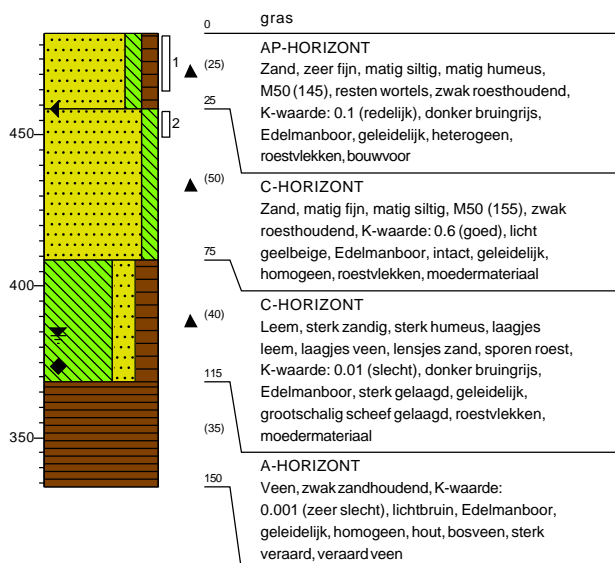 0
gras
AP-HORIZONT
Zand, zeer fijn, matig siltig, matig humeus,
M50 (145), resten wortels, zwak roesthoudend,
K-waarde: 0.1 (redelijk), donker bruingrijs,
Edelmanboor, geleidelijk, heterogeen,
roestvlekken, bouwvoor
1
(25)
25
2
450
C-HORIZONT
Zand, matig fijn, matig siltig, M50 (155), zwak
roesthoudend, K-waarde: 0.6 (goed), licht
geelbeige, Edelmanboor, intact, geleidelijk,
homogeen, roestvlekken, moedermateriaal
(50)
75
400
C-HORIZONT
Leem, sterk zandig, sterk humeus, laagjes
leem, laagjes veen, lensjes zand, sporen roest,
K-waarde: 0.01 (slecht), donker bruingrijs,
Edelmanboor, sterk gelaagd, geleidelijk,
grootschalig scheef gelaagd, roestvlekken,
moedermateriaal
(40)
115
350
(35)
A-HORIZONT
Veen, zwak zandhoudend, K-waarde:
0.001 (zeer slecht), lichtbruin, Edelmanboor,
geleidelijk, homogeen, hout, bosveen, sterk
veraard, veraard veen
150